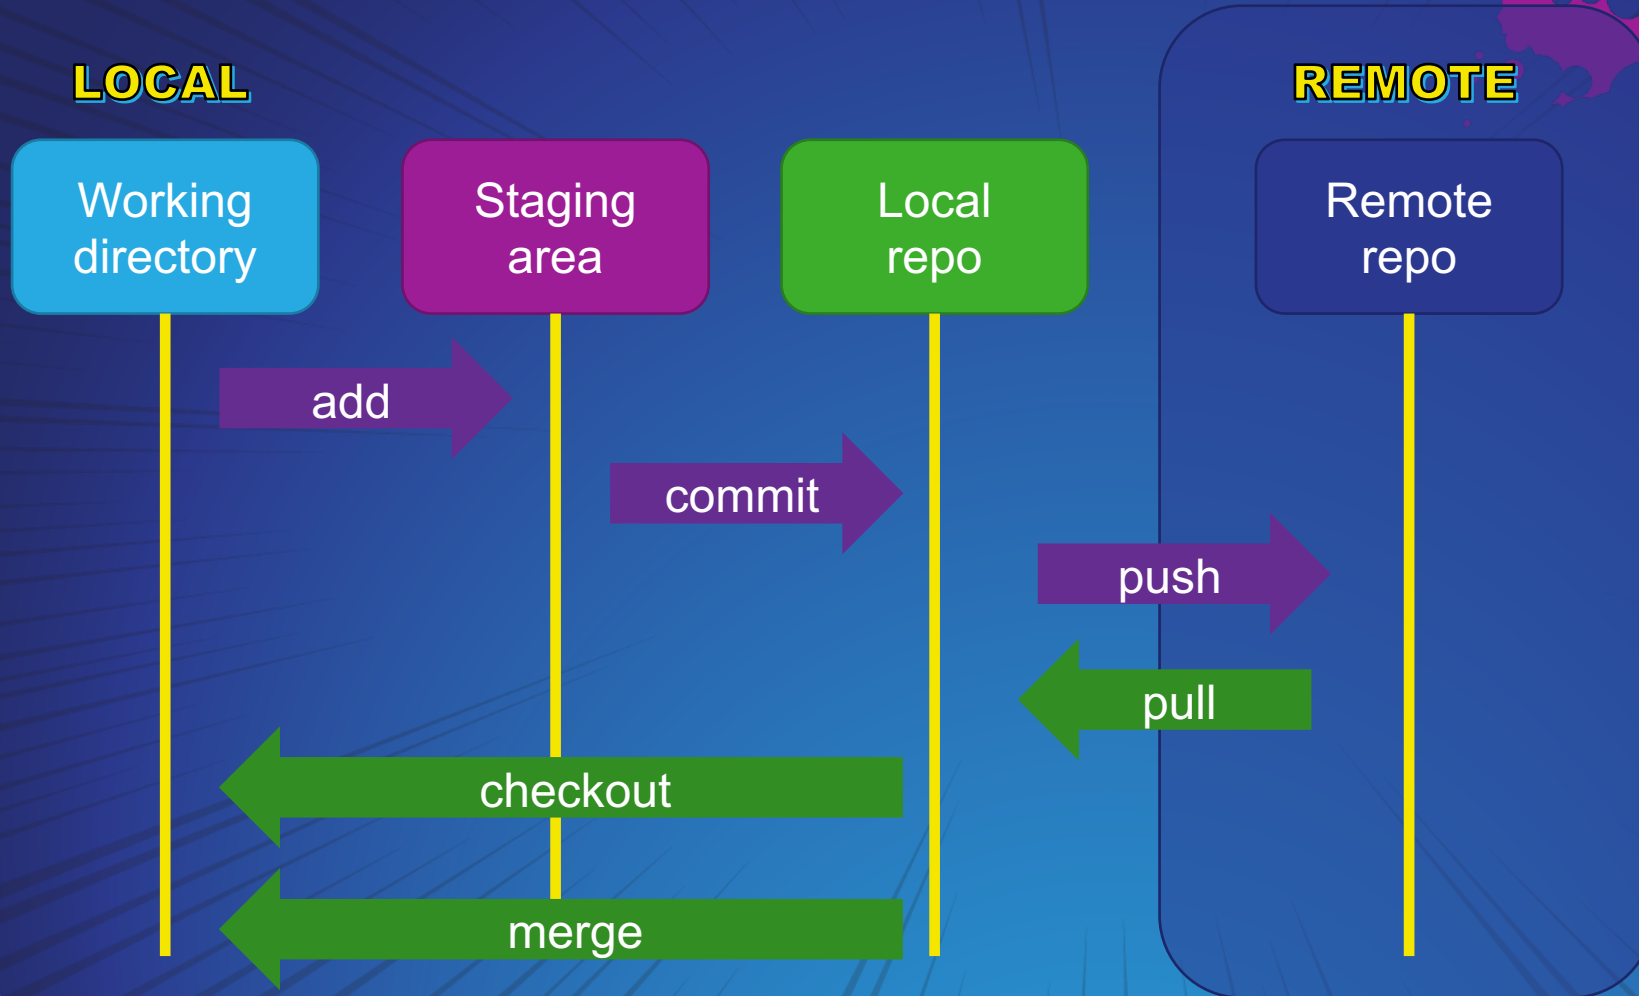 LOCAL
REMOTE
Working
directory
Staging
area
Local
repo
Remote
repo
add
commit
push
pull
checkout
merge